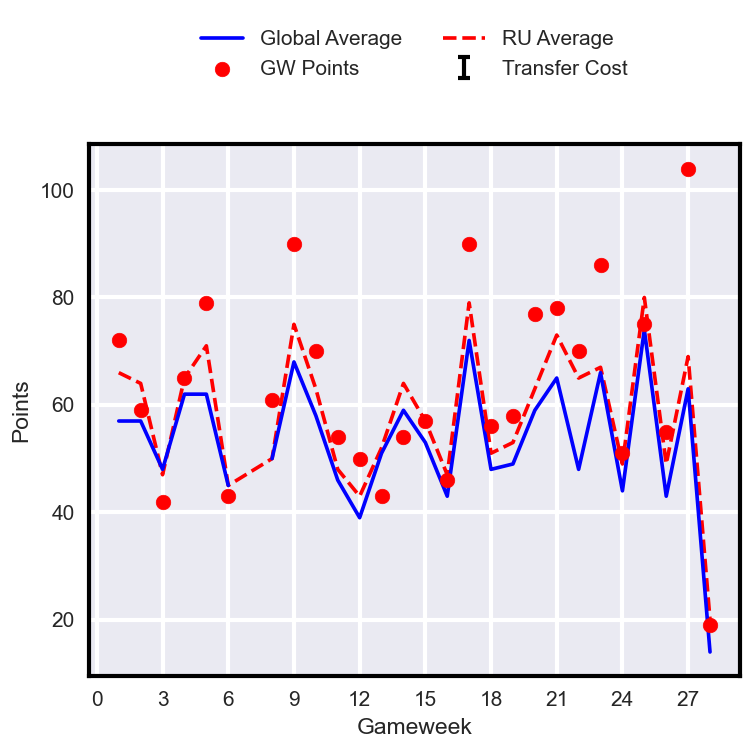 Global Average RU Average
GW Points Transfer Cost
100
80
60
40
20
Points
0 3 6 9 12 15 18 21 24 27
Gameweek